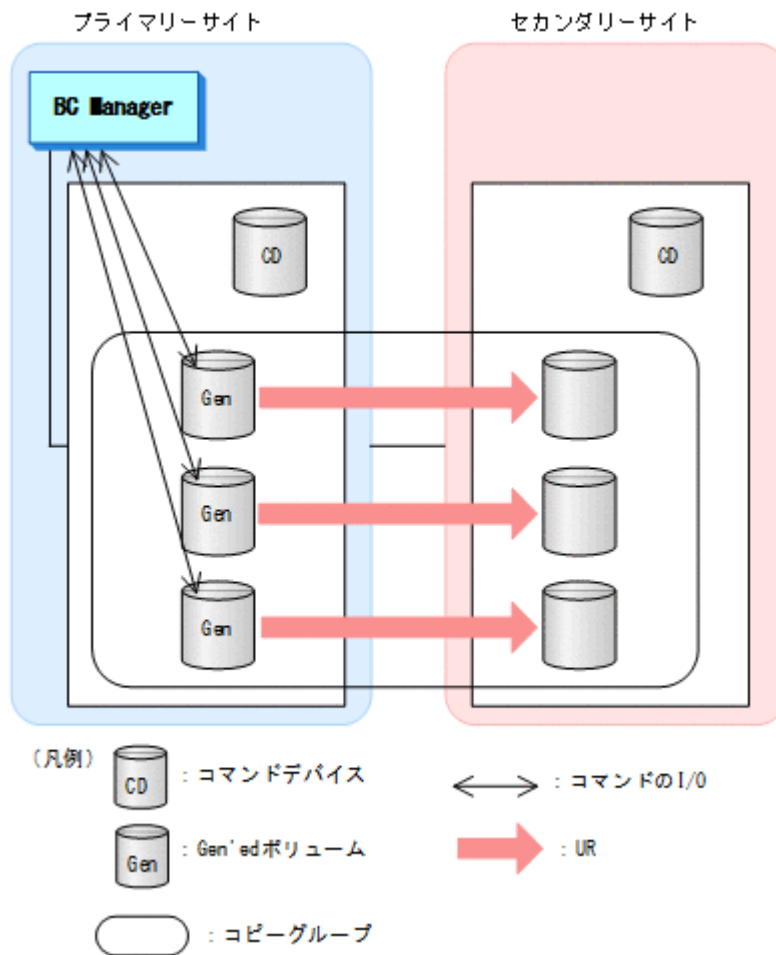 プライマリーサイト
セカンダリーサイト
BC Manager
CD
CD
Gen
Gen
Gen
(凡例)
CD
:コマンドデバイス
:コマンドのI/O
Gen
:Gen'edボリューム
:UR
:コピーグループ